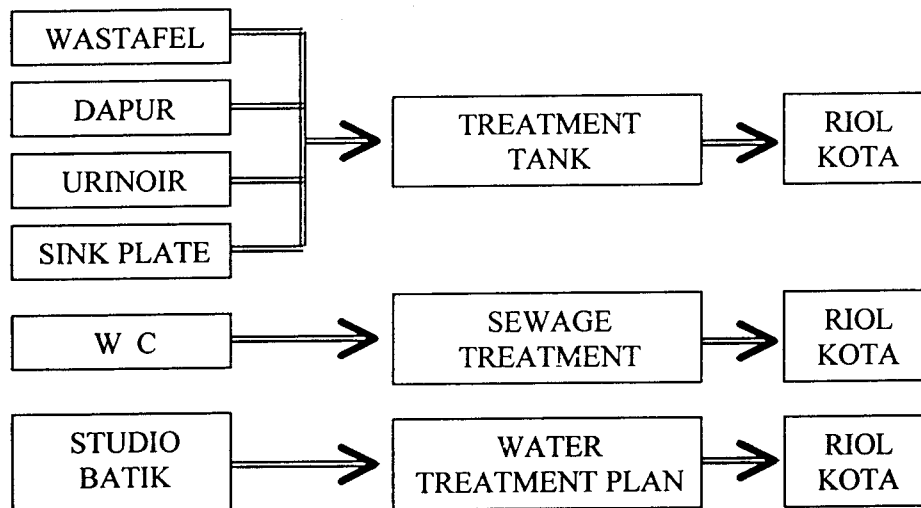 WASTAFEL
DAPUR
URINOIR
SINK PLATE
TREATMENT
TANK
RIOL
KOTA
W C
SEWAGE
TREATMENT
RIOL
KOTA
STUDIO
BATIK
WATER
TREATMENT PLAN
RIOL
KOTA